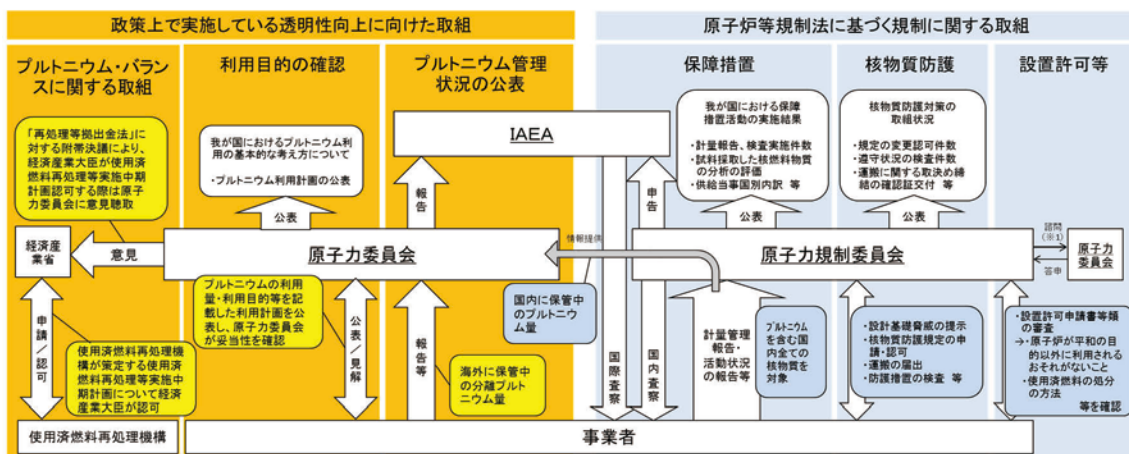 政策上で実施している透明性向上に向けた取組
原子炉等規制法に基づく規制に関する取組
プルトニウム・バラン
スに関する取組
利用目的の確認
プルトニウム管理
状況の公表
保障措置
核物質防護
設置許可等
「再処理等拠出金法」に
対する附帯決議により、
経済産業大臣が使用済
燃料再処理等実施中期
計画認可する際は原子
力委員会に意見聴取
我が国におけるプルトニウム利
用の基本的な考え方について
・プルトニウム利用計画の公表
IAEA
我が国における保障
措置活動の実施結果
・計量報告、検査実施件数
・試料採取した核燃料物質
の分析の評価
・供給当事国別内訳 等
核物質防護対策の
取組状況
・規定の変更認可件数
・遵守状況の検査件数
・運搬に関する取決め締
結の確認証交付 等
公表
報告
申告
公表
公表
経済産
業省
意見
原子力委員会
情報提供
原子力規制委員会
諮問
(※1)
答申
原子力
委員会
申請/認可
プルトニウムの利用
量・利用目的等を記
載した利用計画を公
表し、原子力委員会
が妥当性を確認
公表/見解
報告等
国内に保管中
のプルトニウ
ム量
国際査察
国内査察
計量管理
報告・
活動状況
の報告等
プルトニウム
を含む国
内全ての
核物質を
対象
・設計基礎脅威の提示
・核物質防護規定の申
請・認可
・運搬の届出
・防護措置の検査 等
・設置許可申請書等類
の審査
→・原子炉が平和の目
的以外に利用される
おそれがないこと
・使用済燃料の処分
の方法
等を確認
使用済燃料再処理機
構が策定する使用済
燃料再処理等実施中
期計画について経済
産業大臣が認可
海外に保管中
の分離プルト
ニウム量
使用済燃料再処理機構
事業者